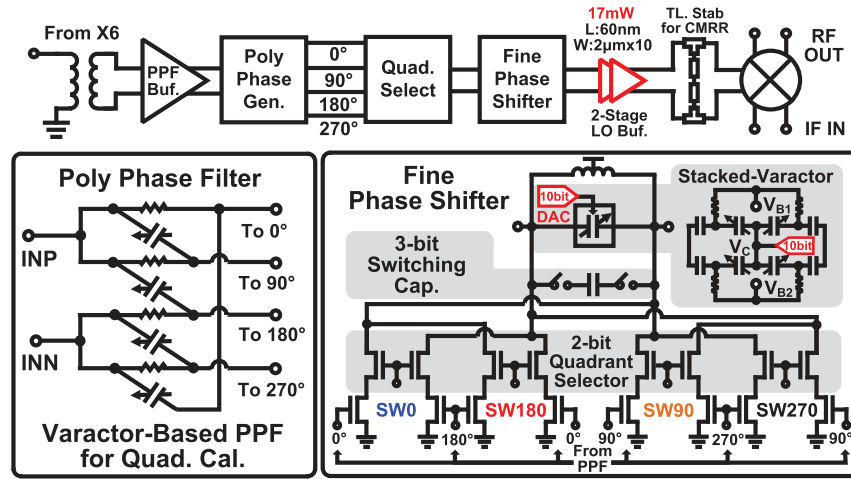 From X6
PPF
Buf.
Poly
Phase
Gen.
0°
90°
180°
270°
Quad.
Select
Fine
Phase
Shifter
17mW
L:60nm
W:2μmx10
2-Stage
LO Buf.
TL. Stab
for CMRR
RF
OUT
IF IN
Poly Phase Filter
INP
INN
To 0°
To 90°
To 180°
To 270°
Varactor-Based PPF
for Quad. Cal.
Fine
Phase Shifter
10bit
DAC
Stacked-Varactor
VB1
VC
10bit
VB2
3-bit
Switching
Cap.
2-bit
Quadrant
Selector
SW0
SW180
SW90
SW270
0°
180°
0°
90°
270°
90°
From
PPF